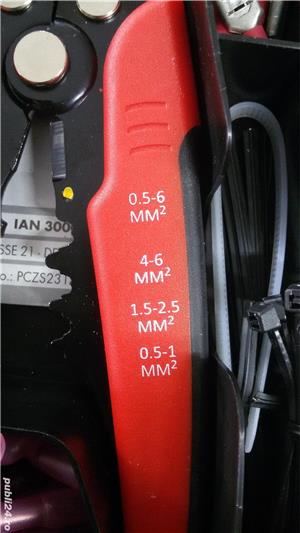 0.5-6
MM²
IAN 300
SSE 21 - DE
4-6
MM²
o.: PCZS231
1.5-2.5
MM²
0.5-1
MM²
publi24.ro